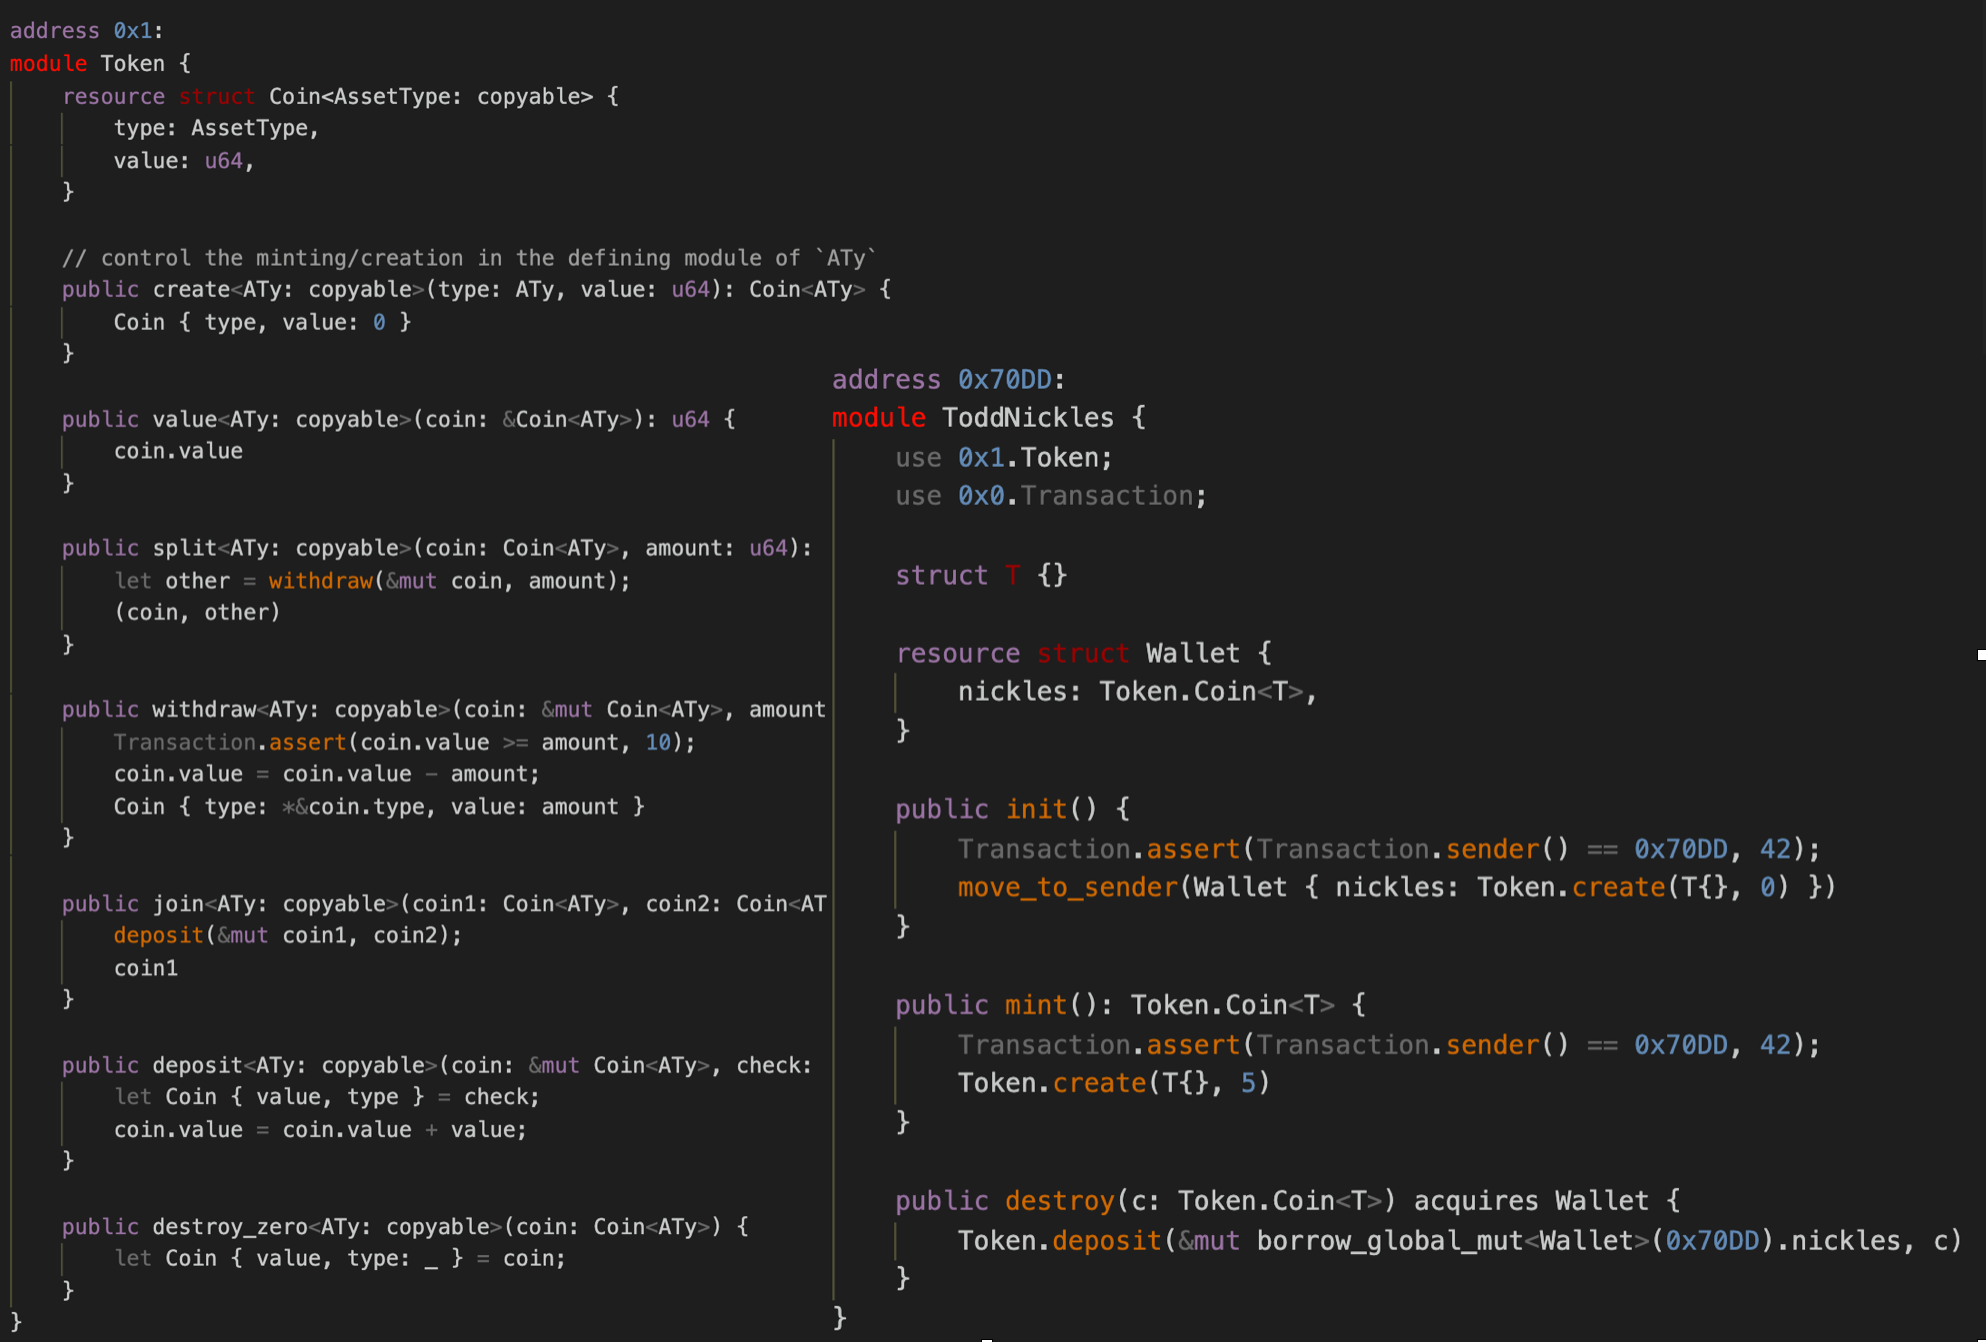 address 0x1:
module Token {
resource struct Coin<AssetType: copyable> {
type: AssetType,
value: u64,
}
// control the minting/creation in the defining module of `ATy`
public create<ATy: copyable>(type: ATy, value: u64): Coin<ATy> {
Coin { type, value: 0 }
}
public value<ATy: copyable>(coin: &Coin<ATy>): u64 {
coin.value
}
public split<ATy: copyable>(coin: Coin<ATy>, amount: u64):
let other = withdraw(&mut coin, amount);
(coin, other)
}
public withdraw<ATy: copyable>(coin: &mut Coin<ATy>, amount
Transaction.assert(coin.value >= amount, 10);
coin.value = coin.value - amount;
Coin { type: *&coin.type, value: amount }
}
public join<ATy: copyable>(coin1: Coin<ATy>, coin2: Coin<AT
deposit(&mut coin1, coin2);
coin1
}
public deposit<ATy: copyable>(coin: &mut Coin<ATy>, check:
let Coin { value, type } = check;
coin.value = coin.value + value;
}
public destroy_zero<ATy: copyable>(coin: Coin<ATy>) {
let Coin { value, type: _ } = coin;
}
}
address 0x70DD:
module ToddNickles {
use 0x1.Token;
use 0x0.Transaction;
struct T {}
resource struct Wallet {
nickles: Token.Coin<T>,
}
public init() {
Transaction.assert(Transaction.sender() == 0x70DD, 42);
move_to_sender(Wallet { nickles: Token.create(T{}, 0) })
}
public mint(): Token.Coin<T> {
Transaction.assert(Transaction.sender() == 0x70DD, 42);
Token.create(T{}, 5)
}
public destroy(c: Token.Coin<T>) acquires Wallet {
Token.deposit(&mut borrow_global_mut<Wallet>(0x70DD).nickles, c)
}
}